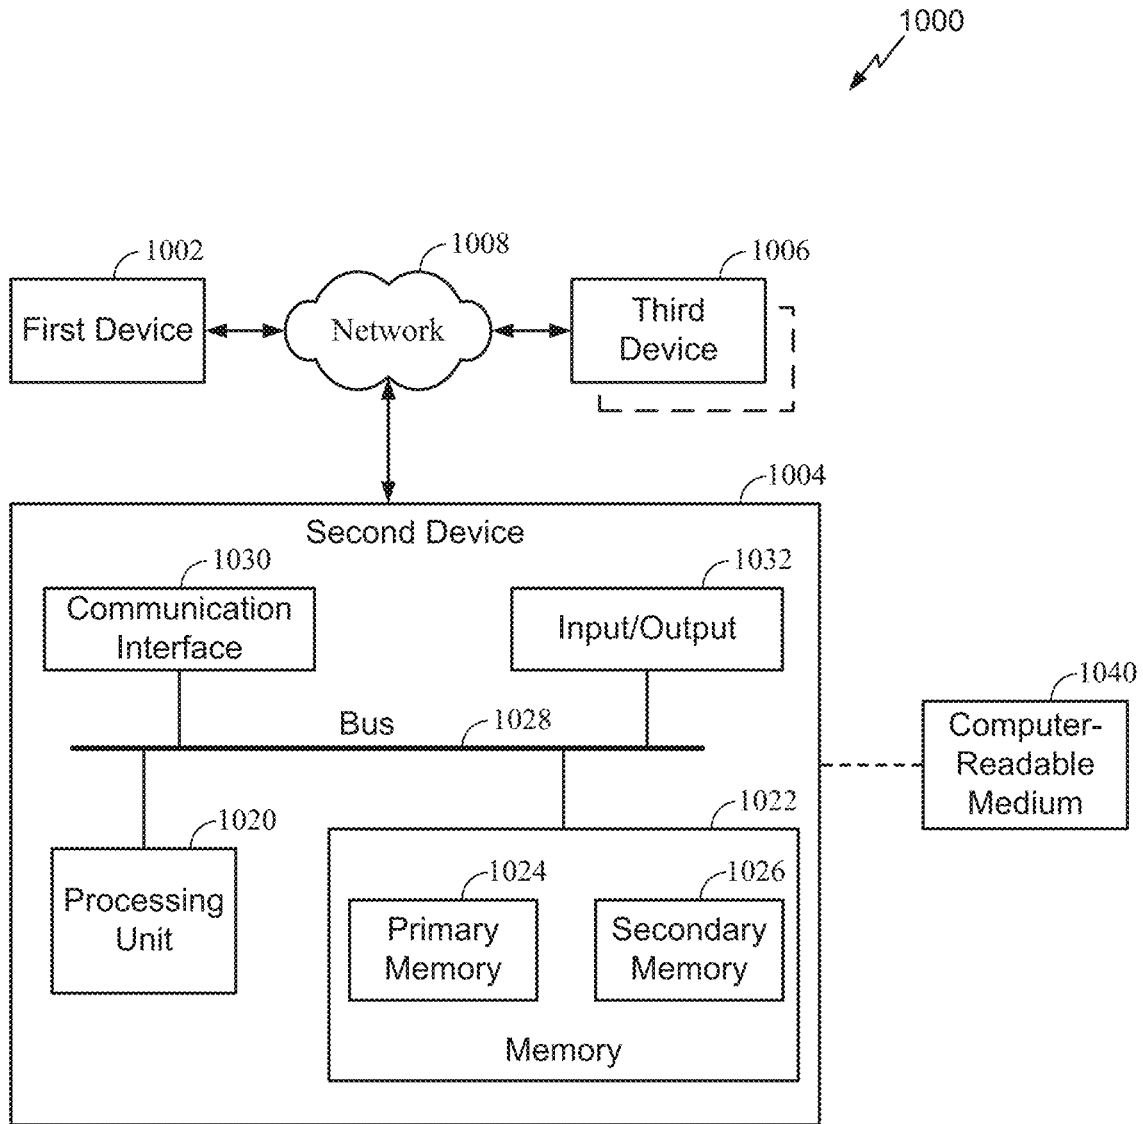 1000
1002
1008
1006
First Device
Network
Third
Device
1004
Second Device
1030
1032
Communication
Interface
Input/Output
1040
Computer-
Readable
Medium
Bus
1028
1020
1022
Processing
Unit
1024
1026
Primary
Memory
Secondary
Memory
Memory